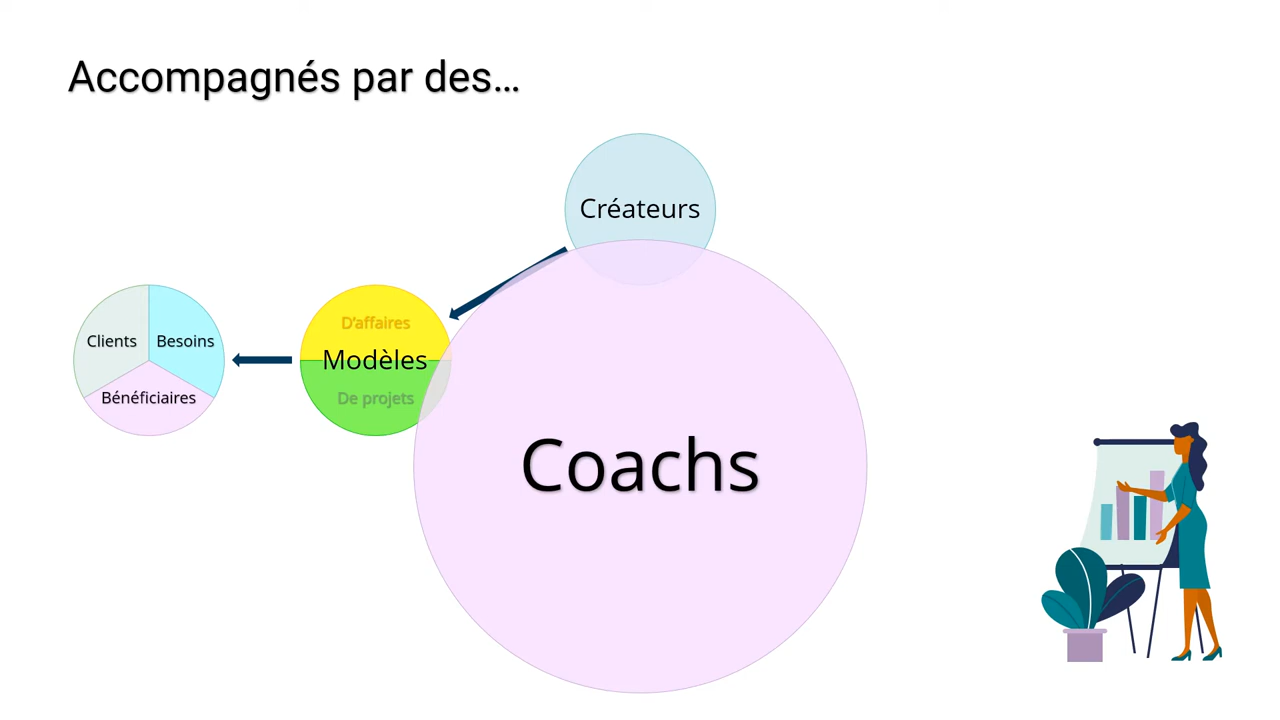 Accompagnés par des…
Créateurs
D’affaires
Modèles
De projets
Clients
Besoins
Bénéficiaires
Coachs